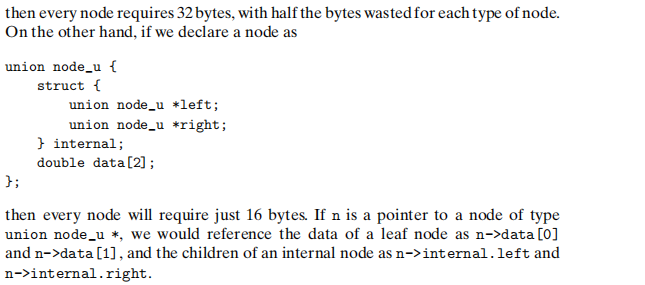 then every node requires 32 bytes, with half the bytes wasted for each type of node.
On the other hand, if we declare a node as
union node_u {
    struct {
        union node_u *left;
        union node_u *right;
    } internal;
    double data[2];
};
then every node will require just 16 bytes. If n is a pointer to a node of type
union node_u *, we would reference the data of a leaf node as n->data[0]
and n->data[1], and the children of an internal node as n->internal.left and
n->internal.right.